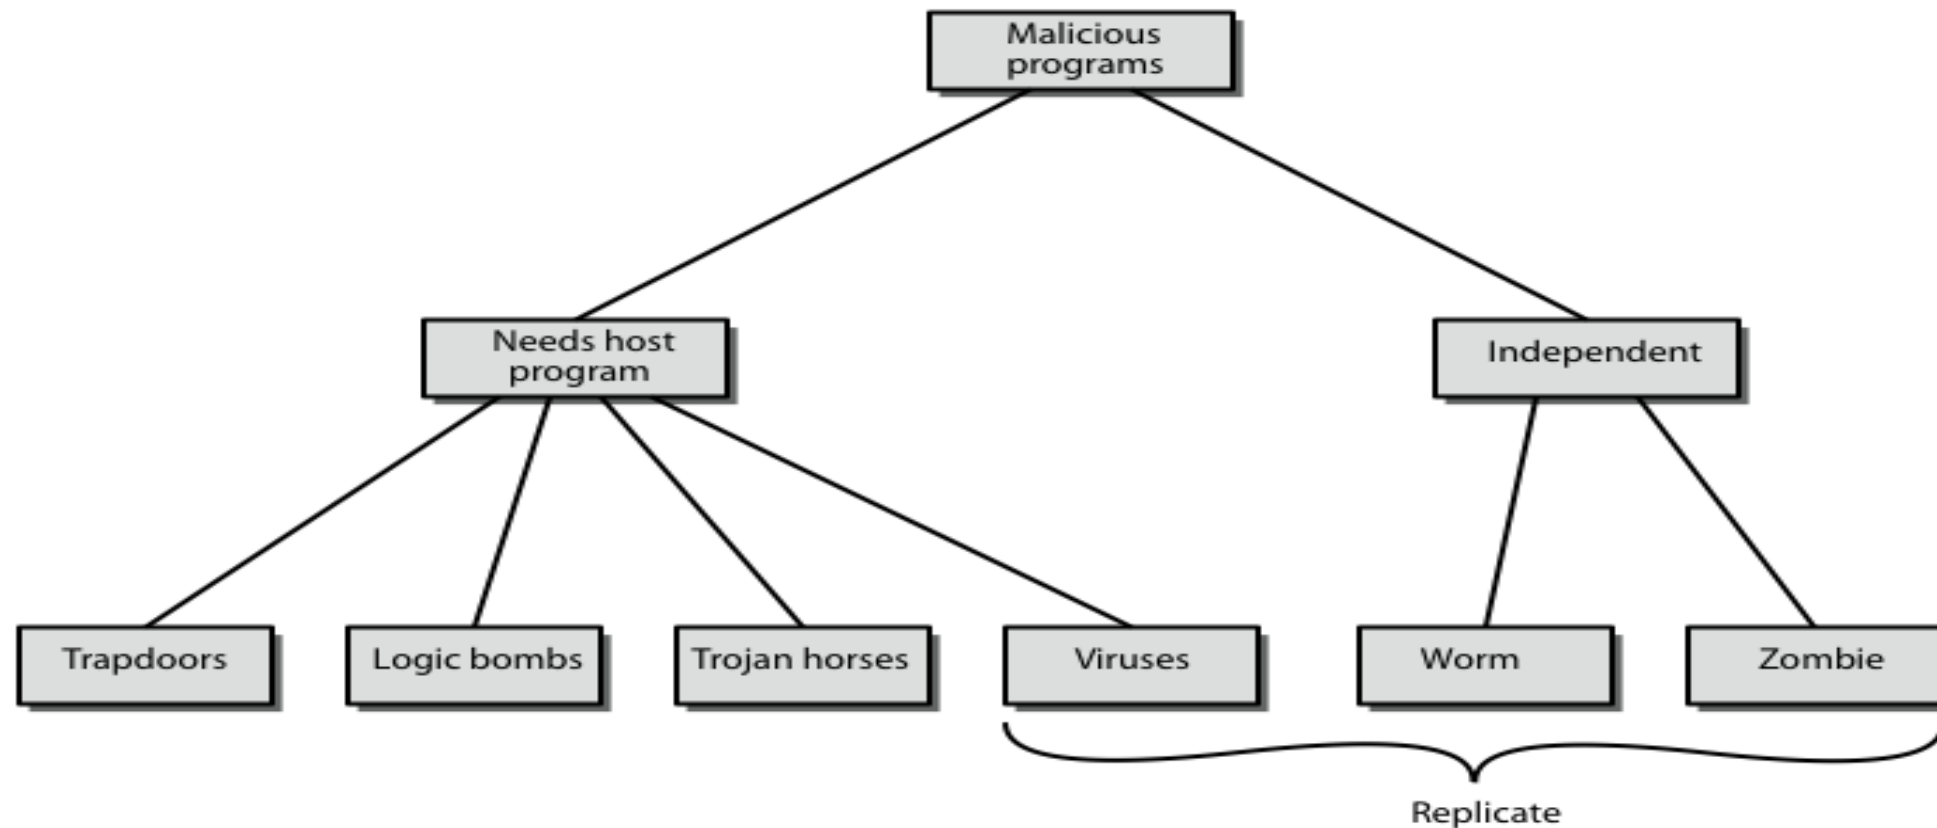 Malicious
programs
Needs host
program
Independent
Trapdoors
Logic bombs
Trojan horses
Viruses
Worm
Zombie
Replicate